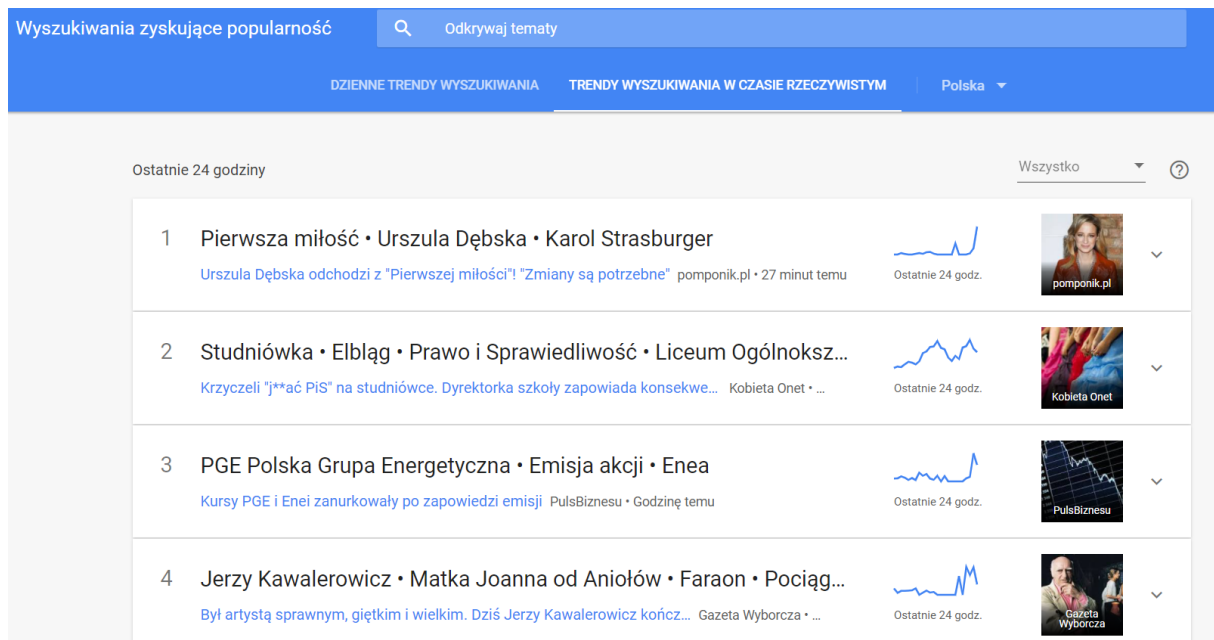 Wyszukiwania zyskujące popularność
Odkrywaj tematy
DZIENNE TRENDY WYSZUKIWANIA
TRENDY WYSZUKIWANIA W CZASIE RZECZYWISTYM
Polska
Ostatnie 24 godziny
Wszystko
1
Pierwsza miłość • Urszula Dębska • Karol Strasburger
Urszula Dębska odchodzi z "Pierwszej miłości"! "Zmiany są potrzebne" pomponik.pl • 27 minut temu
Ostatnie 24 godz.
pomponik.pl
2
Studniówka • Elbląg • Prawo i Sprawiedliwość • Liceum Ogólnoksz...
Krzyczeli "j**ać PiS" na studniówce. Dyrektorka szkoły zapowiada konsekwe... Kobieta Onet • ...
Ostatnie 24 godz.
Kobieta Onet
3
PGE Polska Grupa Energetyczna • Emisja akcji • Enea
Kursy PGE i Enei zanurkowały po zapowiedzi emisji PulsBiznesu • Godzinę temu
Ostatnie 24 godz.
PulsBiznesu
4
Jerzy Kawalerowicz • Matka Joanna od Aniołów • Faraon • Pociąg...
Był artystą sprawnym, giętkim i wielkim. Dziś Jerzy Kawalerowicz kończ... Gazeta Wyborcza • ...
Ostatnie 24 godz.
Gazeta
Wyborcza